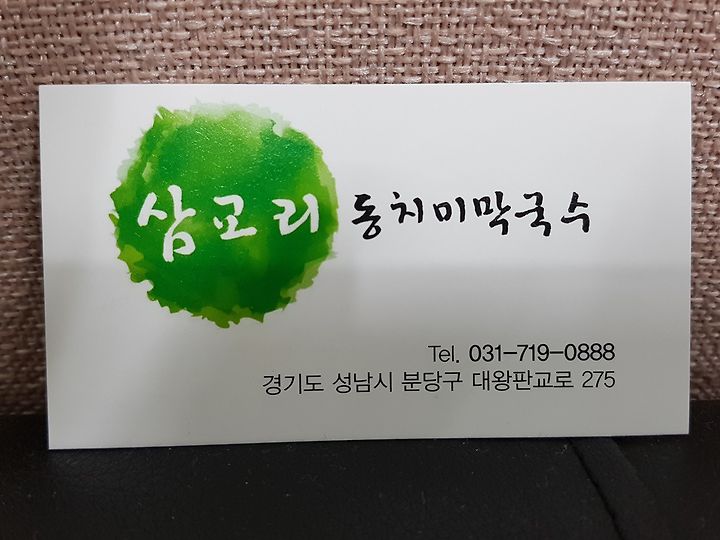 삼교리 동치미막국수
Tel. 031-719-0888
경기도 성남시 분당구 대왕판교로 275